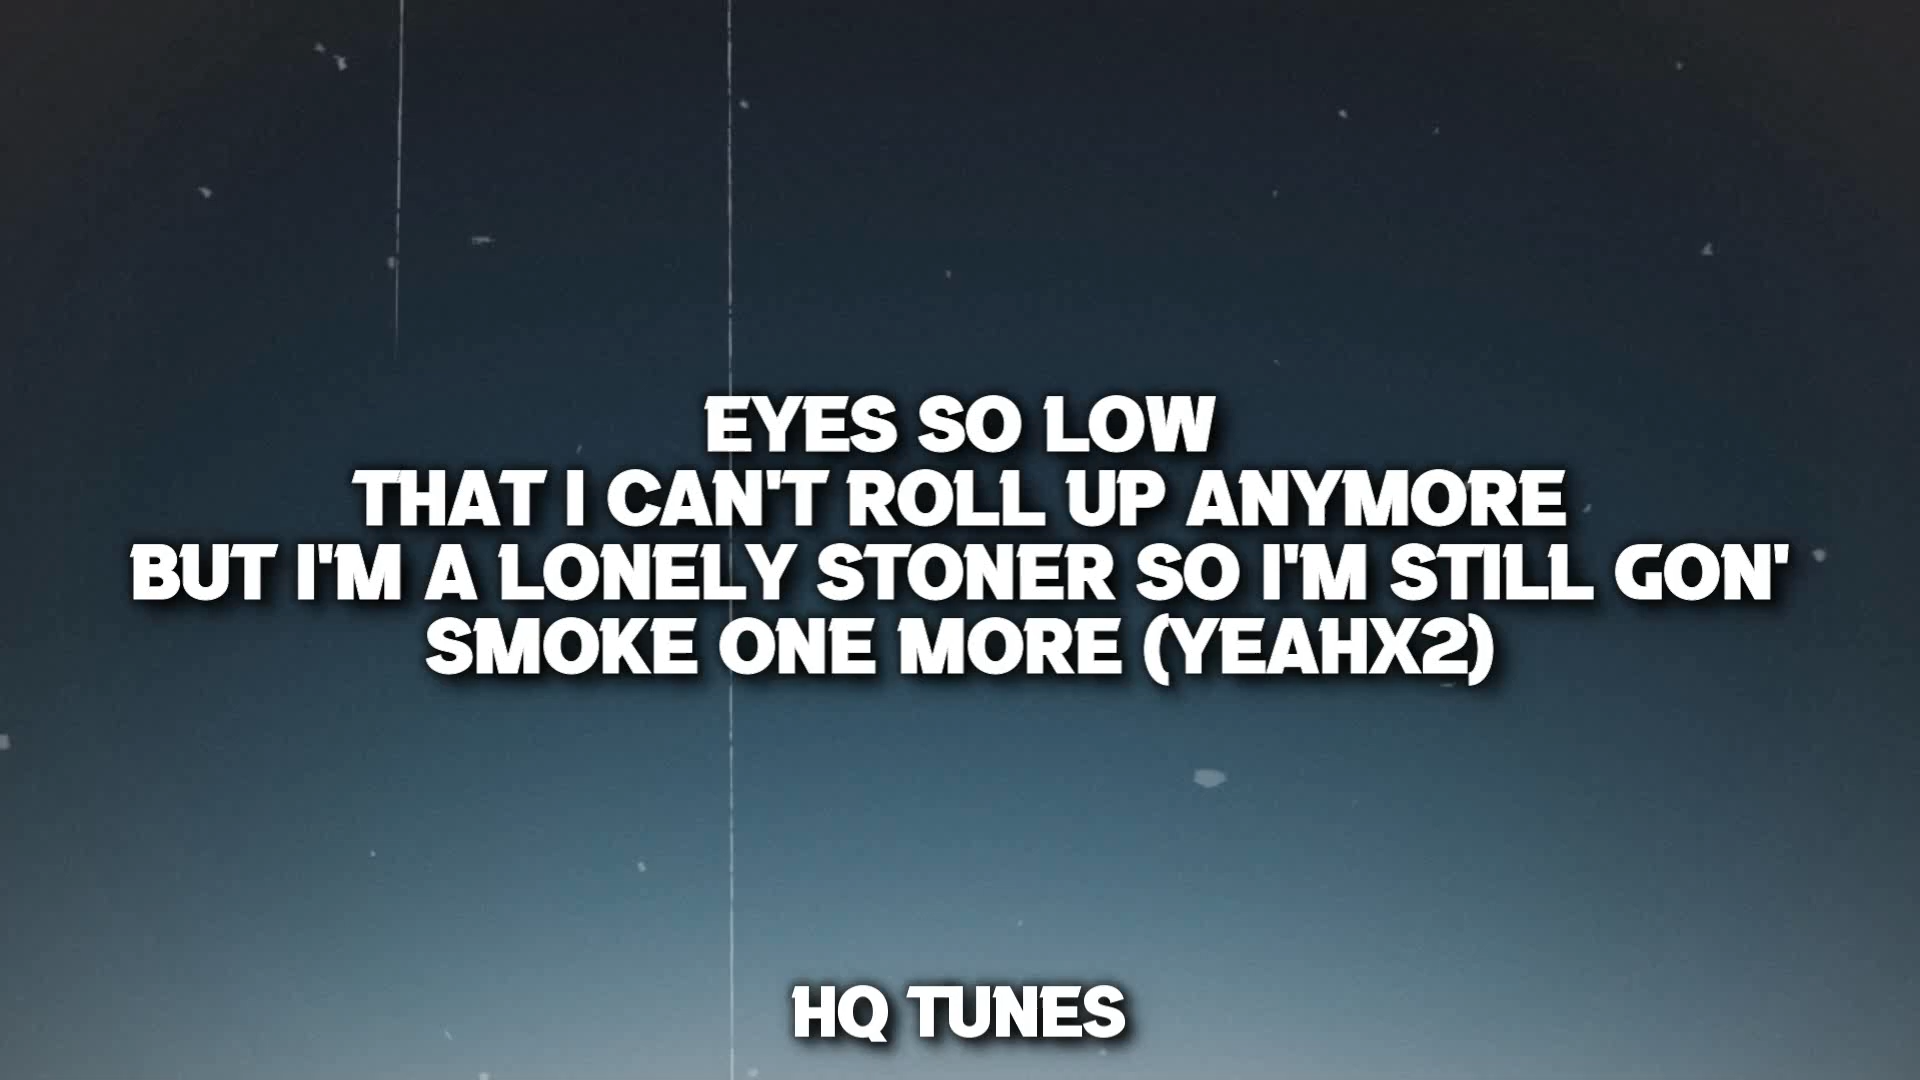 EYES SO LOW
THAT I CAN'T ROLL UP ANYMORE
BUT I'M A LONELY STONER SO I'M STILL GON'
SMOKE ONE MORE (YEAHX2)
HQ TUNES